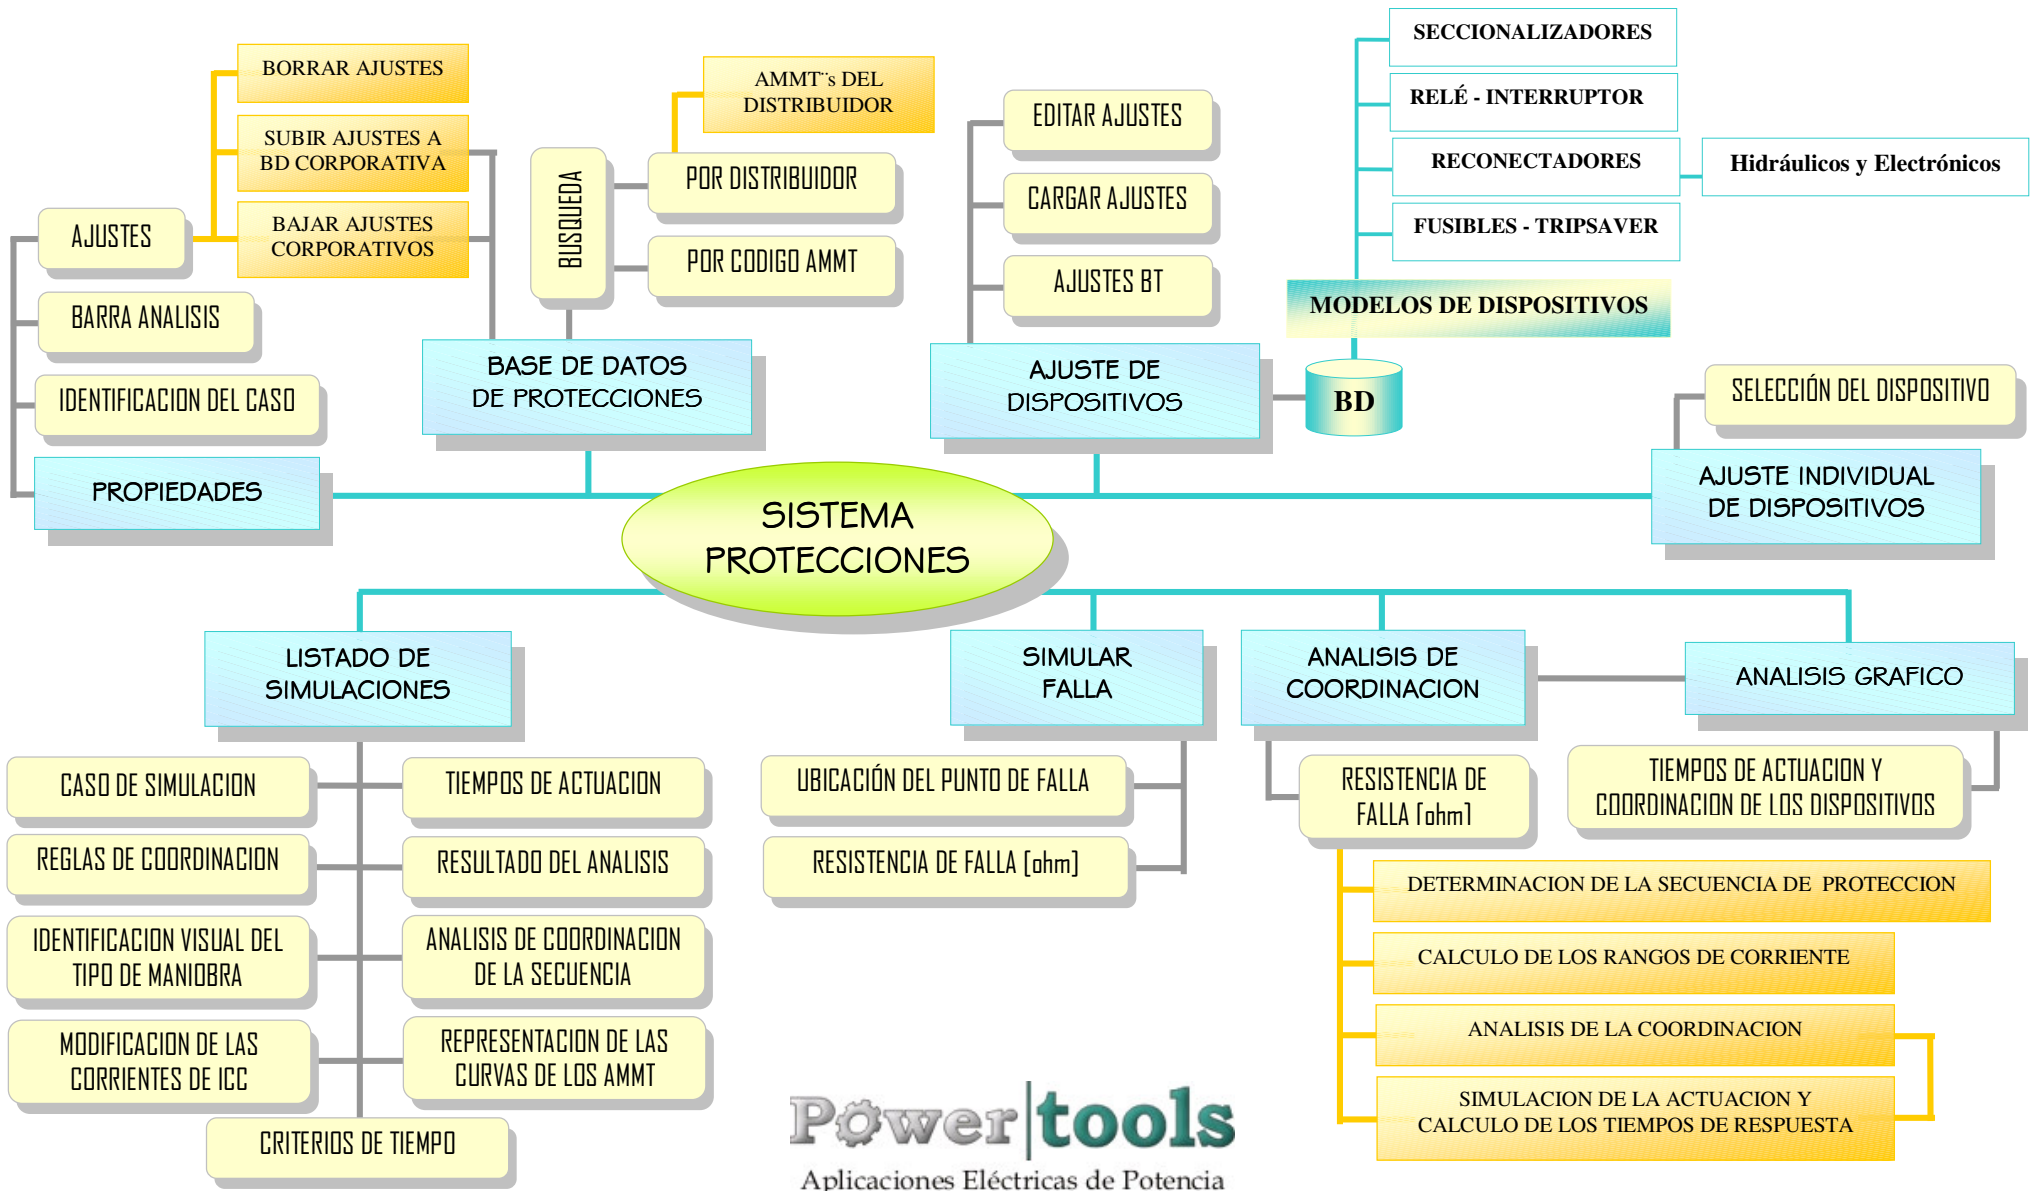 SECCIONALIZADORES
RELÉ - INTERRUPTOR
RECONECTADORES
Hidráulicos y Electrónicos
FUSIBLES - TRIPSAVER
MODELOS DE DISPOSITIVOS
BD
BORRAR AJUSTES
SUBIR AJUSTES A
BD CORPORATIVA
BAJAR AJUSTES
CORPORATIVOS
AJUSTES
BARRA ANALISIS
IDENTIFICACION DEL CASO
PROPIEDADES
AMMT¨s DEL
DISTRIBUIDOR
BUSQUEDA
POR DISTRIBUIDOR
POR CODIGO AMMT
BASE DE DATOS
DE PROTECCIONES
EDITAR AJUSTES
CARGAR AJUSTES
AJUSTES BT
AJUSTE DE
DISPOSITIVOS
SELECCIÓN DEL DISPOSITIVO
AJUSTE INDIVIDUAL
DE DISPOSITIVOS
SISTEMA
PROTECCIONES
LISTADO DE
SIMULACIONES
CASO DE SIMULACION
TIEMPOS DE ACTUACION
REGLAS DE COORDINACION
RESULTADO DEL ANALISIS
IDENTIFICACION VISUAL DEL
TIPO DE MANIOBRA
ANALISIS DE COORDINACION
DE LA SECUENCIA
MODIFICACION DE LAS
CORRIENTES DE ICC
REPRESENTACION DE LAS
CURVAS DE LOS AMMT
CRITERIOS DE TIEMPO
SIMULAR
FALLA
UBICACIÓN DEL PUNTO DE FALLA
RESISTENCIA DE FALLA [ohm]
ANALISIS DE
COORDINACION
RESISTENCIA DE
FALLA [ohm]
DETERMINACION DE LA SECUENCIA DE PROTECCION
CALCULO DE LOS RANGOS DE CORRIENTE
ANALISIS DE LA COORDINACION
SIMULACION DE LA ACTUACION Y
CALCULO DE LOS TIEMPOS DE RESPUESTA
ANALISIS GRAFICO
TIEMPOS DE ACTUACION Y
COORDINACION DE LOS DISPOSITIVOS
Power|tools
Aplicaciones Eléctricas de Potencia